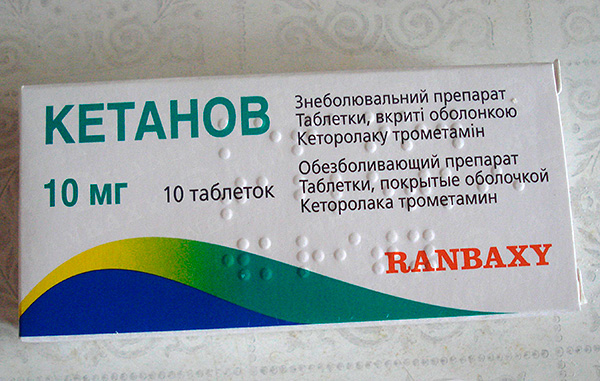 КЕТАНОВ
10 мг
10 таблеток
Знеболювальний препарат
Таблетки, вкриті оболонкою
Кеторолаку трометамін
Обезболивающий препарат
Таблетки, покрытые оболочкой
Кеторолака трометамин
RANBAXY